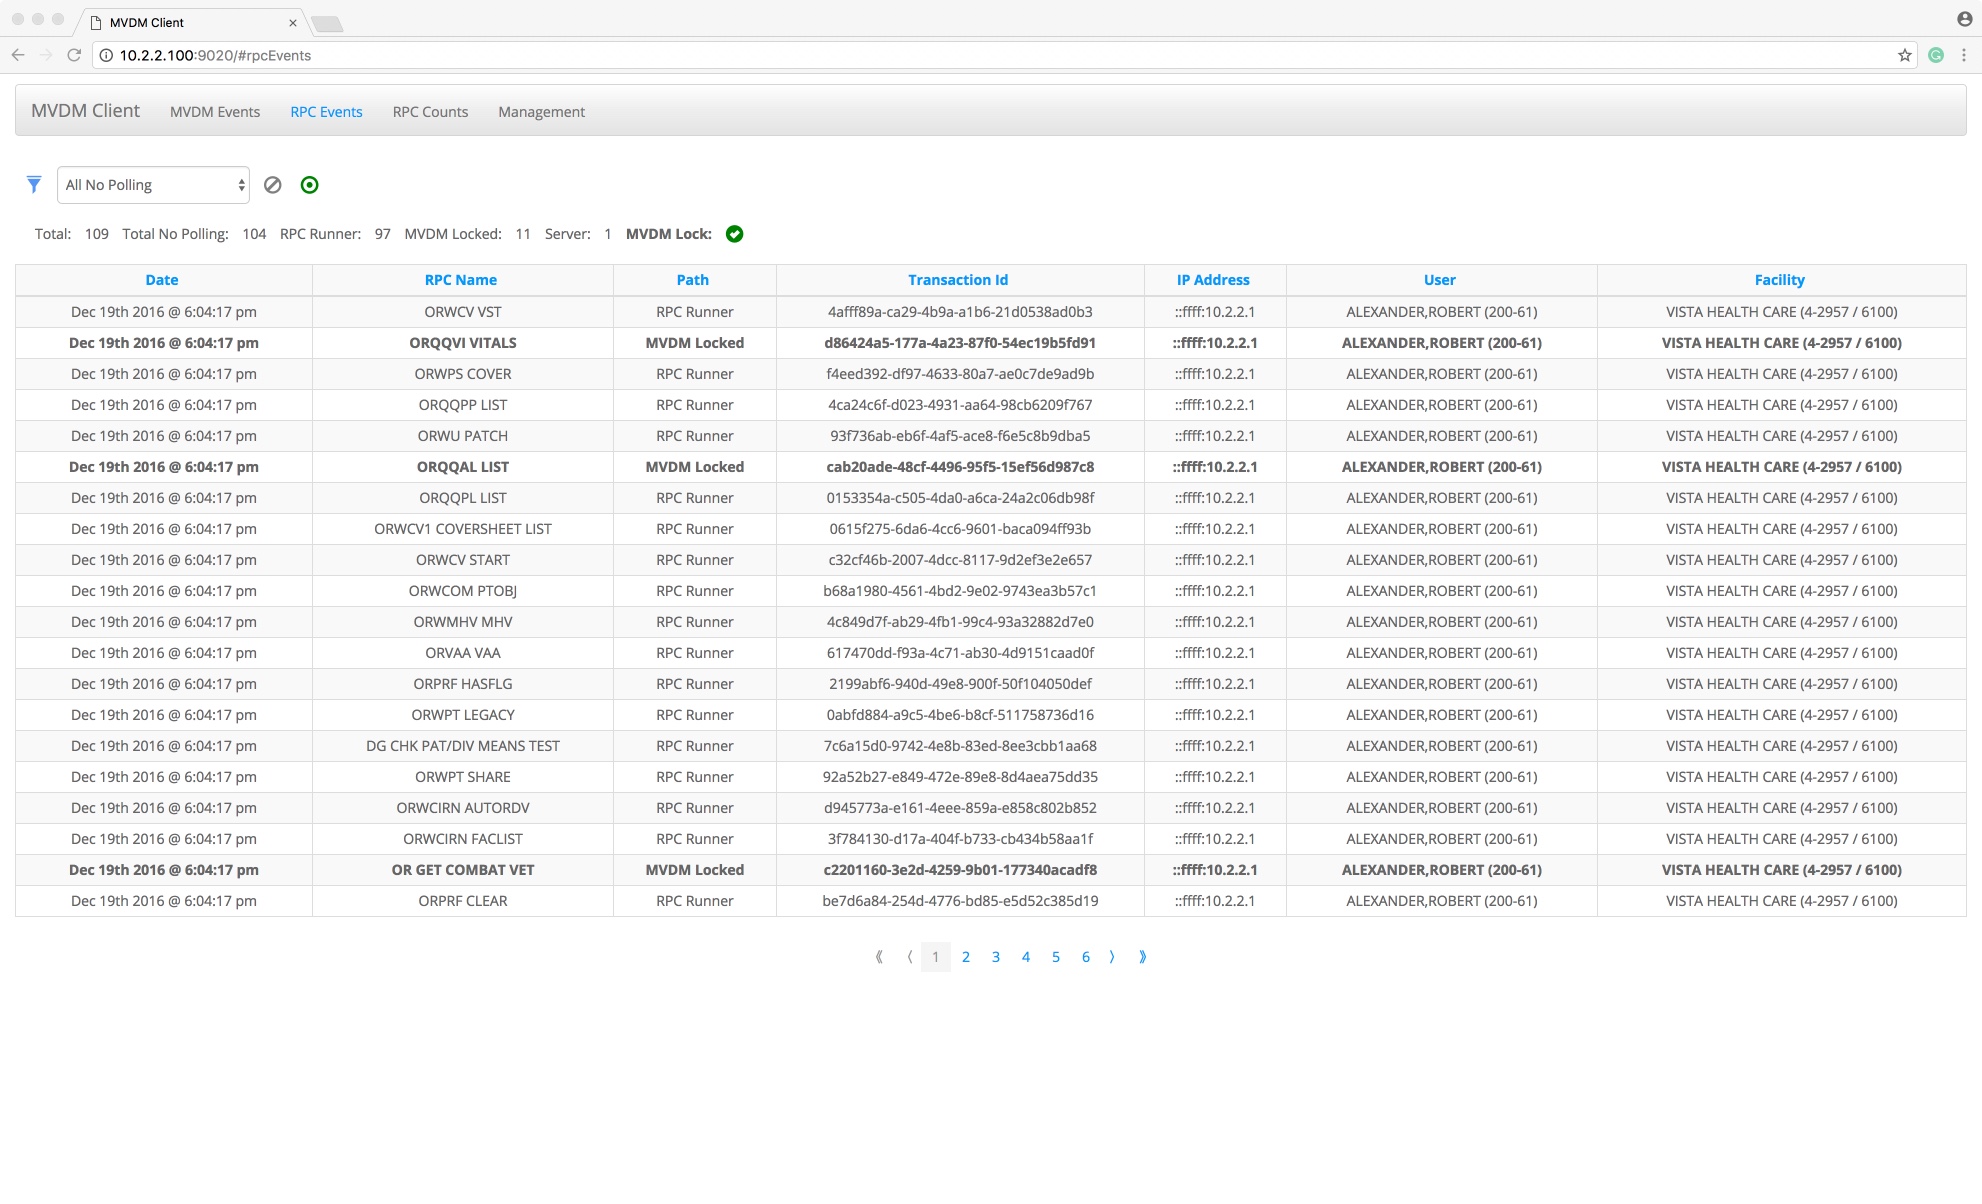 MVDM Client
10.2.2.100:9020/#rpcEvents
MVDM Client MVDM Events RPC Events RPC Counts Management
All No Polling
Total: 109 Total No Polling: 104 RPC Runner: 97 MVDM Locked: 11 Server: 1 MVDM Lock:
Date RPC Name Path Transaction Id IP Address User Facility
Dec 19th 2016 @ 6:04:17 pm ORWCV VST RPC Runner 4afff89a-ca29-4b9a-a1b6-21d0538ad0b3 ::ffff:10.2.2.1 ALEXANDER,ROBERT (200-61) VISTA HEALTH CARE (4-2957 / 6100)
Dec 19th 2016 @ 6:04:17 pm ORQQVI VITALS MVDM Locked d86424a5-177a-4a23-87f0-54ec19b5fd91 ::ffff:10.2.2.1 ALEXANDER,ROBERT (200-61) VISTA HEALTH CARE (4-2957 / 6100)
Dec 19th 2016 @ 6:04:17 pm ORWPS COVER RPC Runner f4eed392-df97-4633-80a7-ae0c7de9ad9b ::ffff:10.2.2.1 ALEXANDER,ROBERT (200-61) VISTA HEALTH CARE (4-2957 / 6100)
Dec 19th 2016 @ 6:04:17 pm ORQQPP LIST RPC Runner 4ca24c6f-d023-4931-aa64-98cb6209f767 ::ffff:10.2.2.1 ALEXANDER,ROBERT (200-61) VISTA HEALTH CARE (4-2957 / 6100)
Dec 19th 2016 @ 6:04:17 pm ORWU PATCH RPC Runner 93f736ab-eb6f-4af5-ace8-f6e5c8b9dba5 ::ffff:10.2.2.1 ALEXANDER,ROBERT (200-61) VISTA HEALTH CARE (4-2957 / 6100)
Dec 19th 2016 @ 6:04:17 pm ORQQAL LIST MVDM Locked cab20ade-48cf-4496-95f5-15ef56d987c8 ::ffff:10.2.2.1 ALEXANDER,ROBERT (200-61) VISTA HEALTH CARE (4-2957 / 6100)
Dec 19th 2016 @ 6:04:17 pm ORQQPL LIST RPC Runner 0153354a-c505-4da0-a6ca-24a2c06db98f ::ffff:10.2.2.1 ALEXANDER,ROBERT (200-61) VISTA HEALTH CARE (4-2957 / 6100)
Dec 19th 2016 @ 6:04:17 pm ORWCV1 COVERSHEET LIST RPC Runner 0615f275-6da6-4cc6-9601-baca094ff93b ::ffff:10.2.2.1 ALEXANDER,ROBERT (200-61) VISTA HEALTH CARE (4-2957 / 6100)
Dec 19th 2016 @ 6:04:17 pm ORWCV START RPC Runner c32cf46b-2007-4dcc-8117-9d2ef3e2e657 ::ffff:10.2.2.1 ALEXANDER,ROBERT (200-61) VISTA HEALTH CARE (4-2957 / 6100)
Dec 19th 2016 @ 6:04:17 pm ORWCOM PTOBJ RPC Runner b68a1980-4561-4bd2-9e02-9743ea3b57c1 ::ffff:10.2.2.1 ALEXANDER,ROBERT (200-61) VISTA HEALTH CARE (4-2957 / 6100)
Dec 19th 2016 @ 6:04:17 pm ORWMHV MHV RPC Runner 4c849d7f-ab29-4fb1-99c4-93a32882d7e0 ::ffff:10.2.2.1 ALEXANDER,ROBERT (200-61) VISTA HEALTH CARE (4-2957 / 6100)
Dec 19th 2016 @ 6:04:17 pm ORVAA VAA RPC Runner 617470dd-f93a-4c71-ab30-4d9151caad0f ::ffff:10.2.2.1 ALEXANDER,ROBERT (200-61) VISTA HEALTH CARE (4-2957 / 6100)
Dec 19th 2016 @ 6:04:17 pm ORPRF HASFLG RPC Runner 2199abf6-940d-49e8-900f-50f104050def ::ffff:10.2.2.1 ALEXANDER,ROBERT (200-61) VISTA HEALTH CARE (4-2957 / 6100)
Dec 19th 2016 @ 6:04:17 pm ORWPT LEGACY RPC Runner 0abfd884-a9c5-4be6-b8cf-511758736d16 ::ffff:10.2.2.1 ALEXANDER,ROBERT (200-61) VISTA HEALTH CARE (4-2957 / 6100)
Dec 19th 2016 @ 6:04:17 pm DG CHK PAT/DIV MEANS TEST RPC Runner 7c6a15d0-9742-4e8b-83ed-8ee3cbb1aa68 ::ffff:10.2.2.1 ALEXANDER,ROBERT (200-61) VISTA HEALTH CARE (4-2957 / 6100)
Dec 19th 2016 @ 6:04:17 pm ORWPT SHARE RPC Runner 92a52b27-e849-472e-89e8-8d4aea75dd35 ::ffff:10.2.2.1 ALEXANDER,ROBERT (200-61) VISTA HEALTH CARE (4-2957 / 6100)
Dec 19th 2016 @ 6:04:17 pm ORWCIRN AUTORDV RPC Runner d945773a-e161-4eee-859a-e858c802b852 ::ffff:10.2.2.1 ALEXANDER,ROBERT (200-61) VISTA HEALTH CARE (4-2957 / 6100)
Dec 19th 2016 @ 6:04:17 pm ORWCIRN FACLIST RPC Runner 3f784130-d17a-404f-b733-cb434b58aa1f ::ffff:10.2.2.1 ALEXANDER,ROBERT (200-61) VISTA HEALTH CARE (4-2957 / 6100)
Dec 19th 2016 @ 6:04:17 pm OR GET COMBAT VET MVDM Locked c2201160-3e2d-4259-9b01-177340acadf8 ::ffff:10.2.2.1 ALEXANDER,ROBERT (200-61) VISTA HEALTH CARE (4-2957 / 6100)
Dec 19th 2016 @ 6:04:17 pm ORPRF CLEAR RPC Runner be7d6a84-254d-4776-bd85-e5d52c385d19 ::ffff:10.2.2.1 ALEXANDER,ROBERT (200-61) VISTA HEALTH CARE (4-2957 / 6100)
⟪ ⟨ 1 2 3 4 5 6 ⟩ ⟫